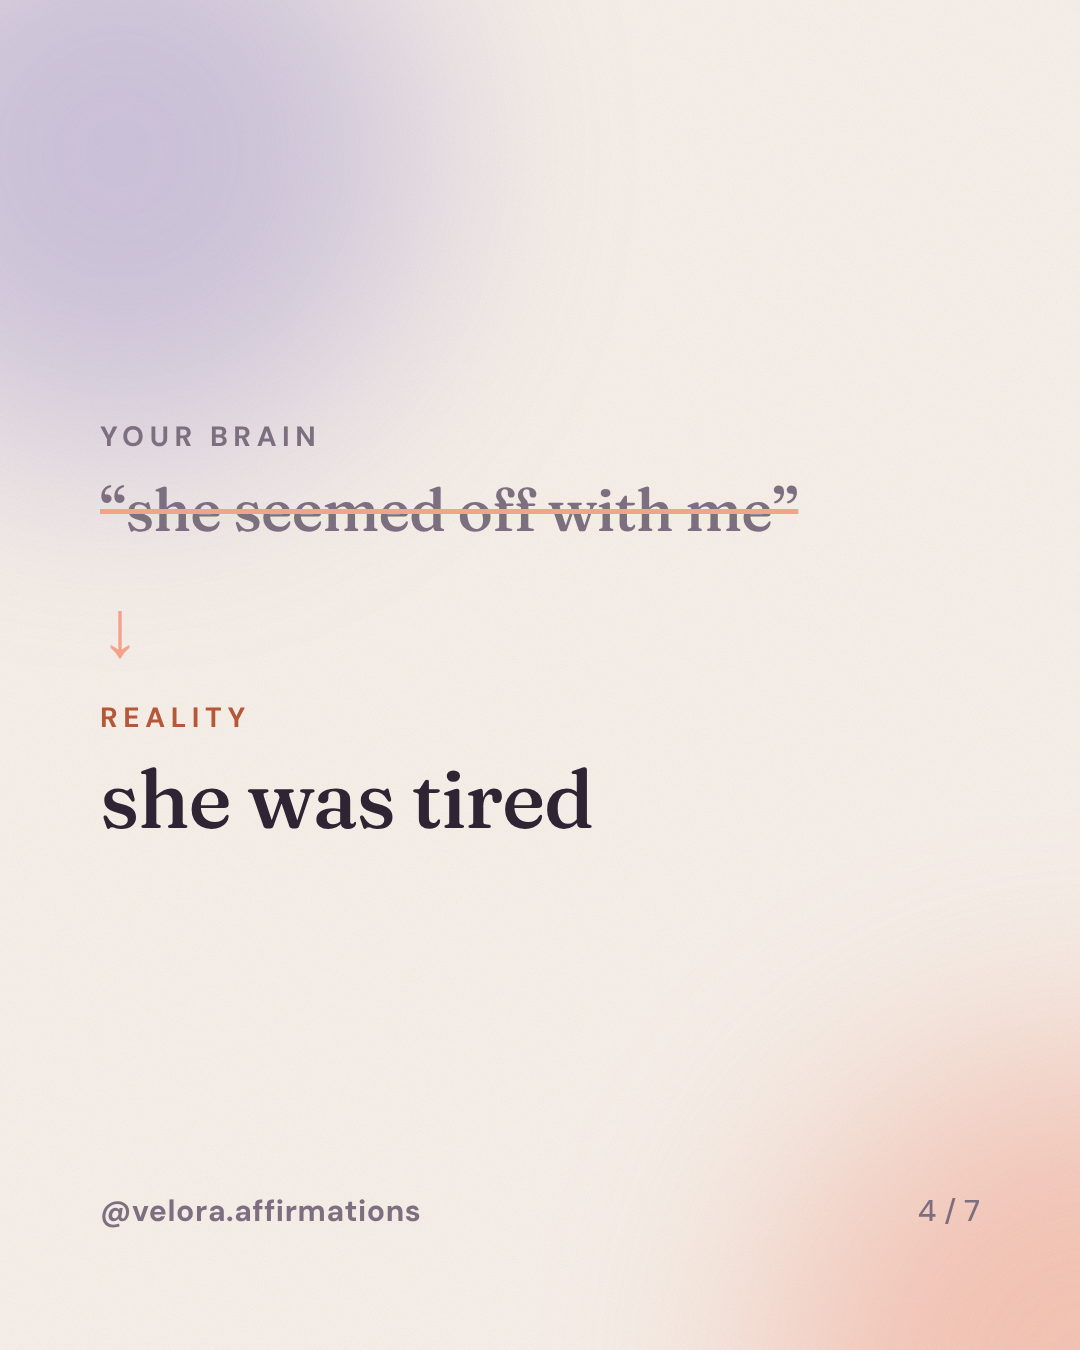 YOUR BRAIN
“she seemed off with me”
↓
REALITY
she was tired
@velora.affirmations
4 / 7